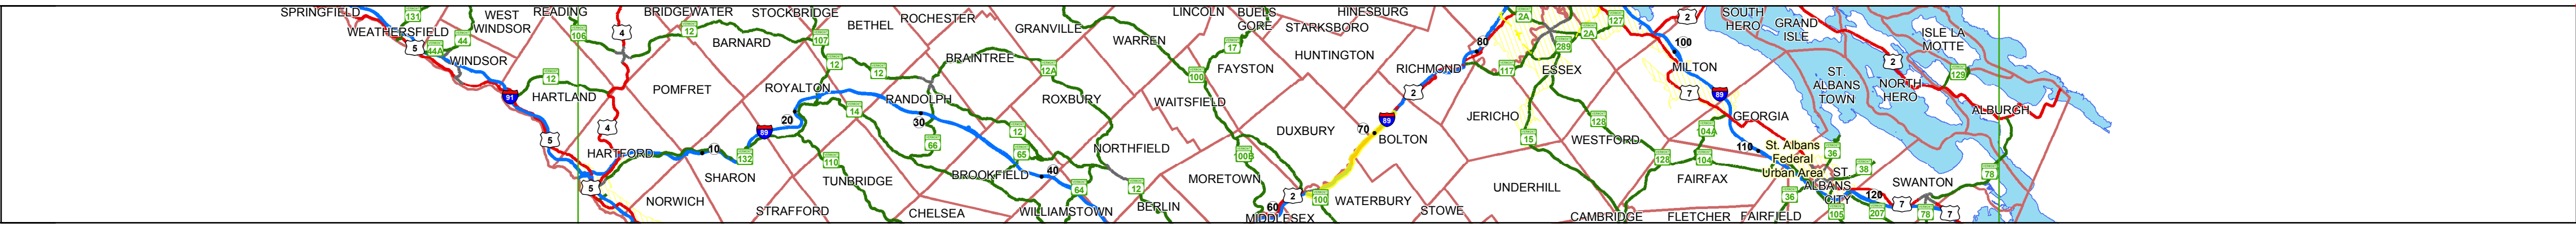 SPRINGFIELD
131
WEST
WINDSOR
READING
BRIDGEWATER
STOCKBRIDGE
BETHEL
ROCHESTER
GRANVILLE
LINCOLN
BUELS
GORE
HINESBURG
STARKSBORO
2A
127
2
SOUTH
HERO
GRAND
ISLE
ISLE LA
MOTTE
WEATHERSFIELD
5
44A
44
106
4
12
BARNARD
107
WARREN
17
HUNTINGTON
80
289
2A
100
WINDSOR
12
12
12
BRAINTREE
12A
100
FAYSTON
RICHMOND
117
ESSEX
MILTON
2
129
91
HARTLAND
POMFRET
ROYALTON
RANDOLPH
ROXBURY
WAITSFIELD
2
7
89
ST.
ALBANS
TOWN
NORTH
HERO
ALBURGH
20
14
30
89
JERICHO
128
104A
GEORGIA
5
4
89
66
12
DUXBURY
70
BOLTON
15
WESTFORD
110
HARTFORD
10
132
110
65
NORTHFIELD
100B
128
104
St. Albans
Federal
Urban Area
36
38
78
5
SHARON
TUNBRIDGE
BROOKFIELD
40
64
12
MORETOWN
2
100
UNDERHILL
FAIRFAX
36
ST.
ALBANS
CITY
SWANTON
120
7
NORWICH
STRAFFORD
CHELSEA
WILLIAMSTOWN
BERLIN
60
MIDDLESEX
WATERBURY
STOWE
CAMBRIDGE
FLETCHER
FAIRFIELD
105
207
78
7